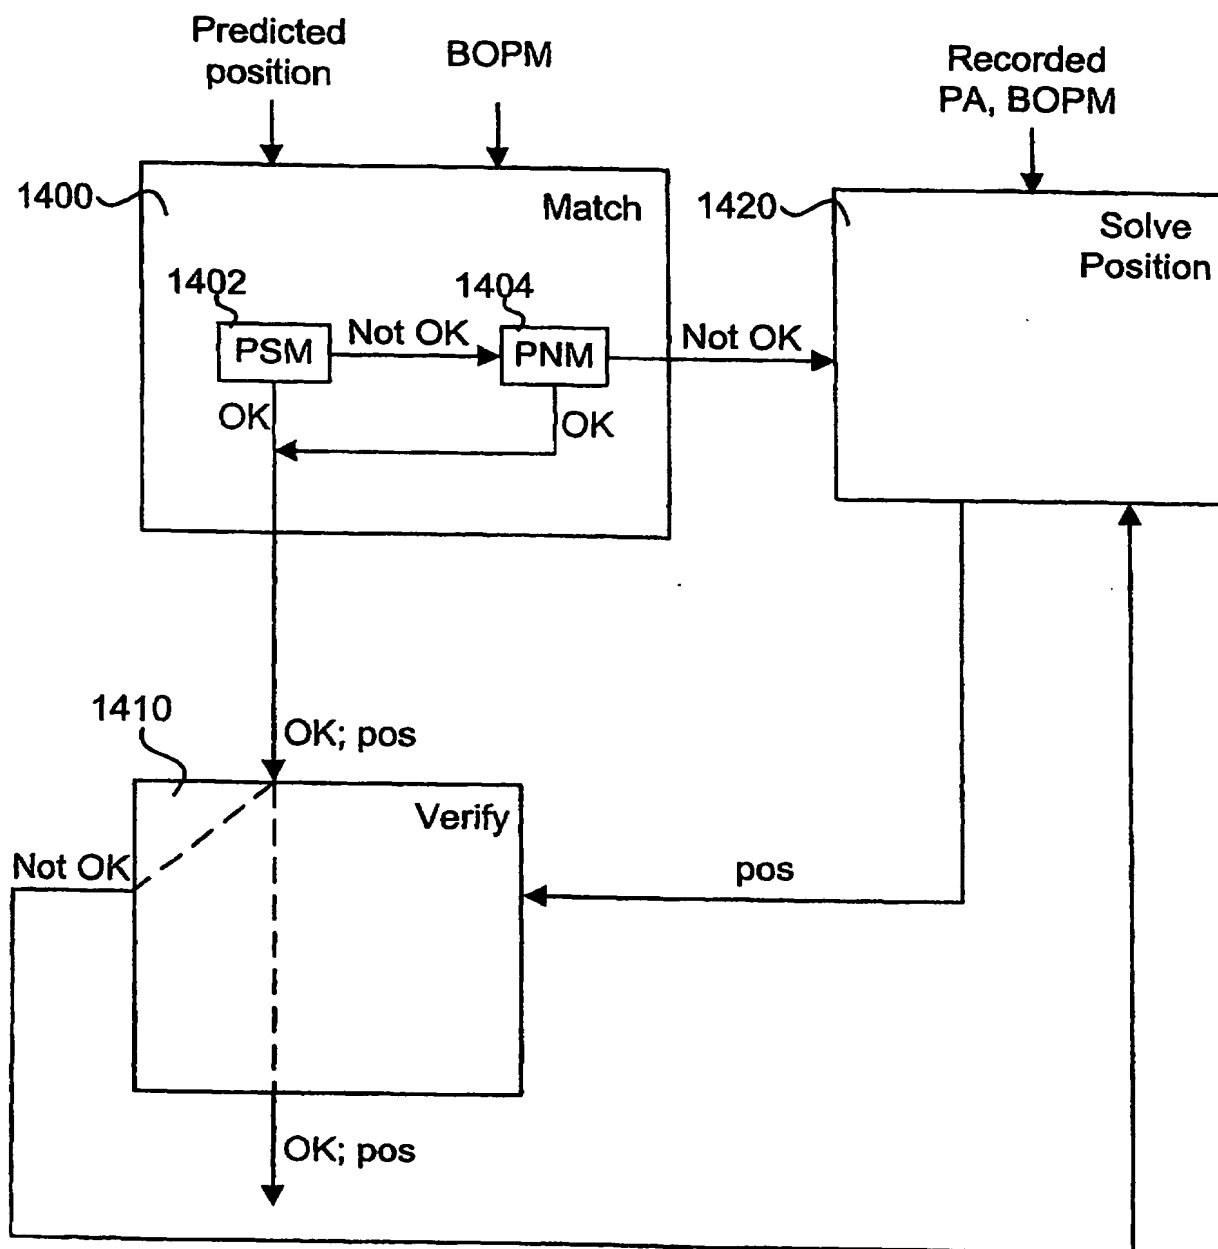 Predicted
position
BOPM
Recorded
PA, BOPM
1400
Match
1420
Solve
Position
1402
1404
PSM
Not OK
PNM
Not OK
OK
OK
1410
OK; pos
Verify
Not OK
pos
OK; pos